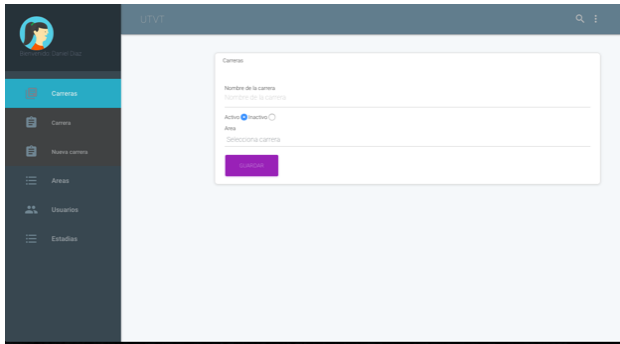 UTVT
Bienvenido Daniel Diaz
Carreras
Carrera
Nueva carrera
Areas
Usuarios
Estadias
Carreras
Nombre de la carrera
Nombre de la carrera
Activo Inactivo
Area
Selecciona carrera
GUARDAR